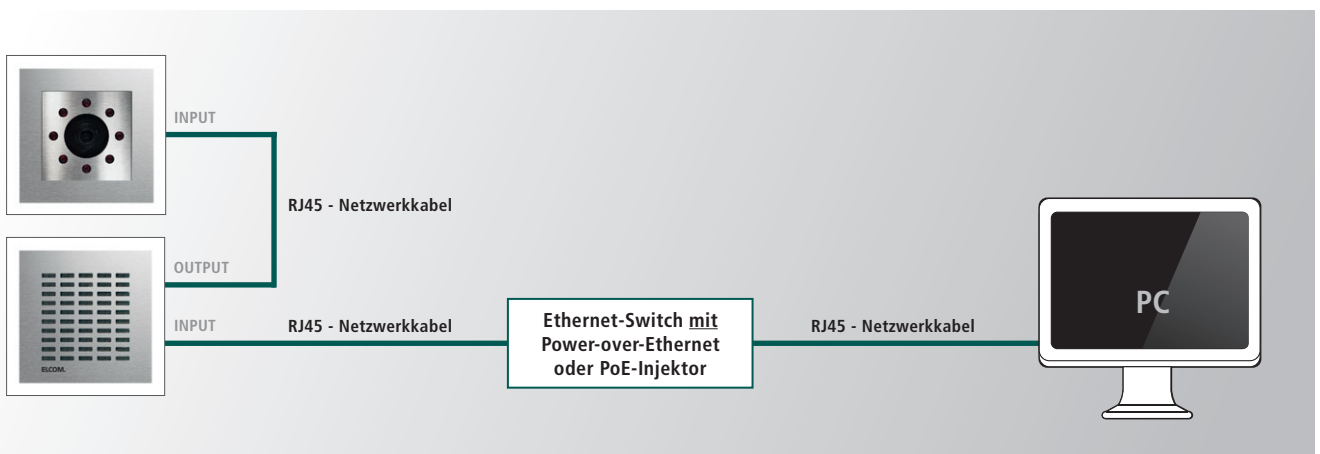 INPUT
RJ45 - Netzwerkkabel
OUTPUT
INPUT
RJ45 - Netzwerkkabel
Ethernet-Switch mit
Power-over-Ethernet
oder PoE-Injektor
RJ45 - Netzwerkkabel
PC
ELCOM.